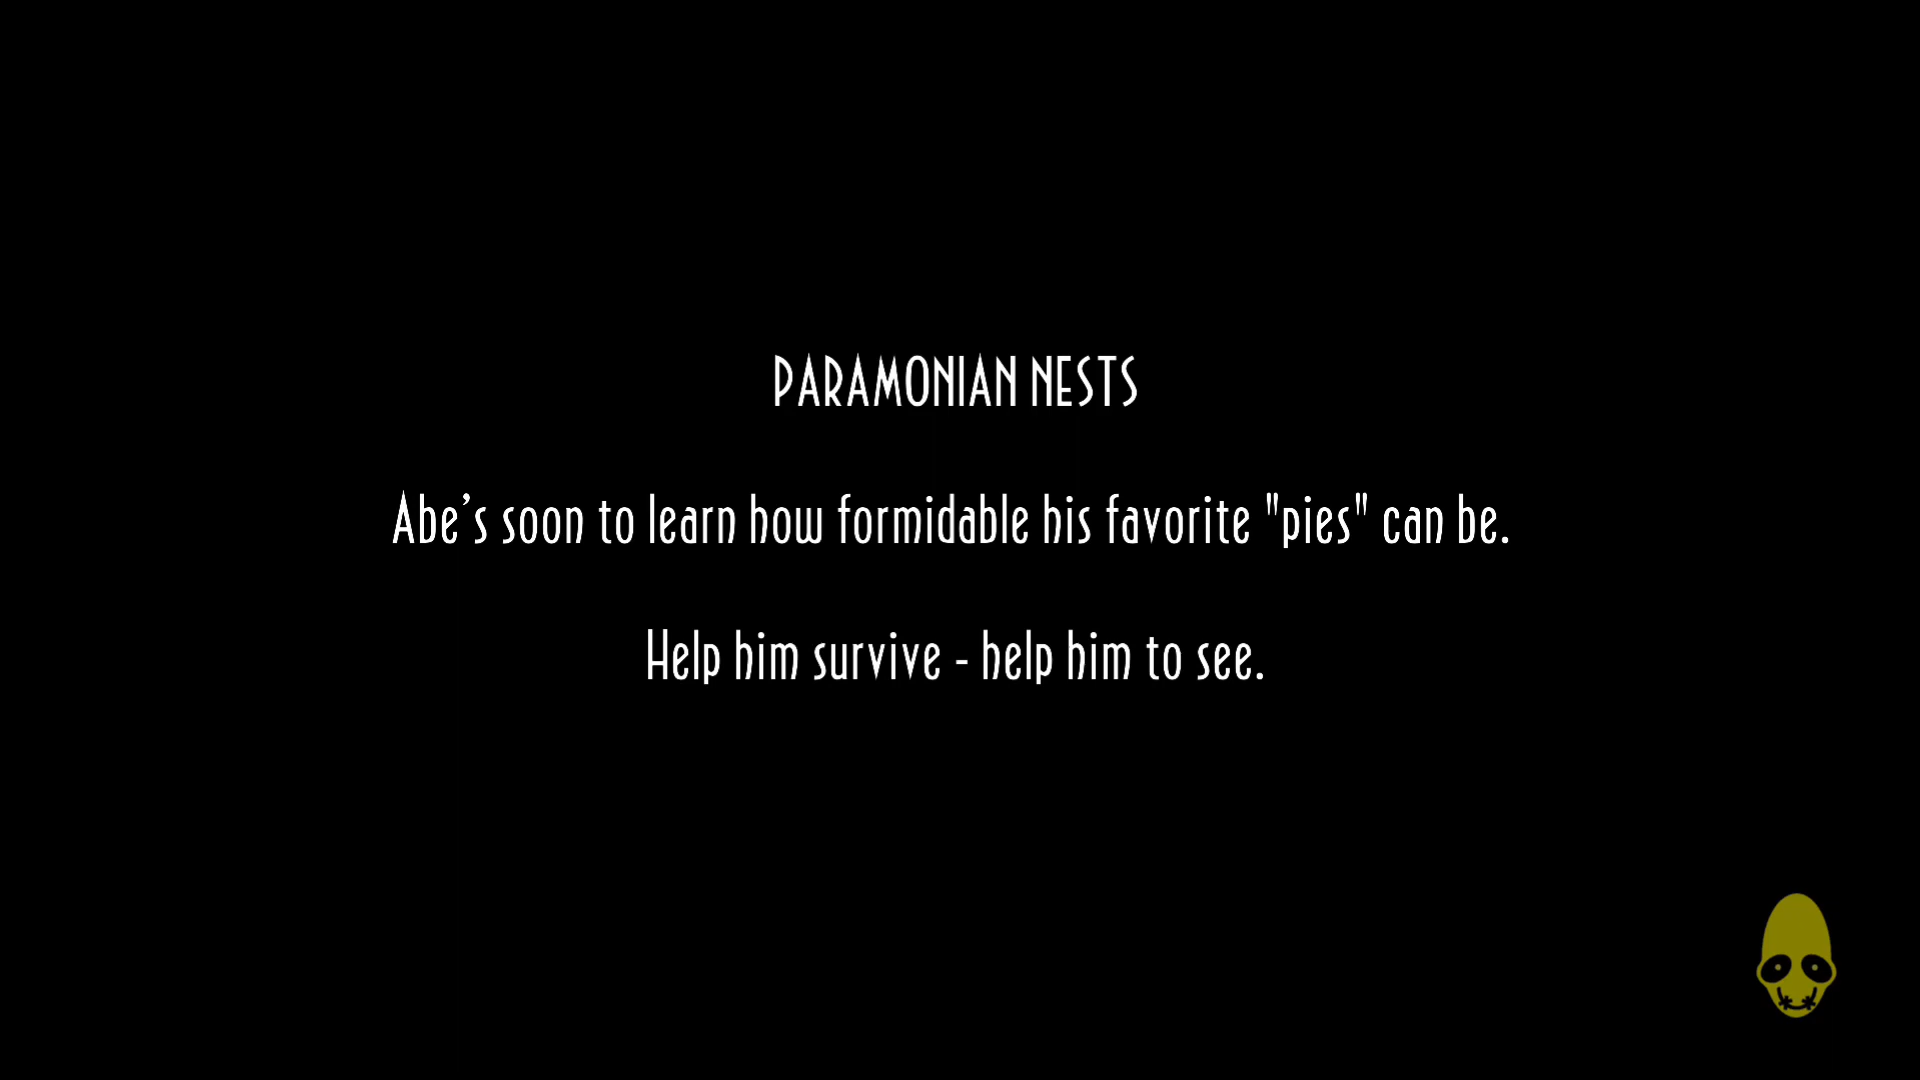 PARAMONIAN NESTS
Abe’s soon to learn how formidable his favorite "pies" can be.
Help him survive - help him to see.